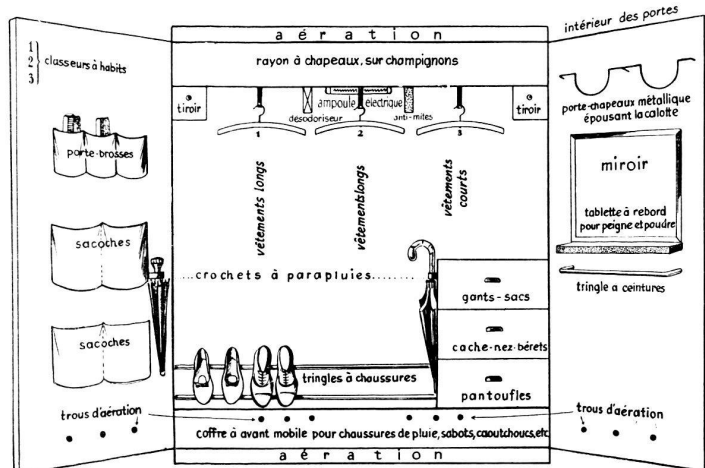 aération
intérieur des portes
1
2
3
classeurs à habits
rayon à chapeaux, sur champignons
tiroir
désodoriseur
ampoule électrique
anti-mites
tiroir
porte-chapeaux métallique
épousant la calotte
1
2
3
porte-brosses
vêtements longs
vêtements longs
vêtements
courts
miroir
tablette à rebord
pour peigne et poudre
sacoches
...crochets à parapluies........
gants-sacs
tringle a ceintures
sacoches
cache-nez-bérets
tringles à chaussures
pantoufles
trous d'aération
trous d'aération
coffre à avant mobile pour chaussures de pluie, sabots, caoutchoucs, etc
aération